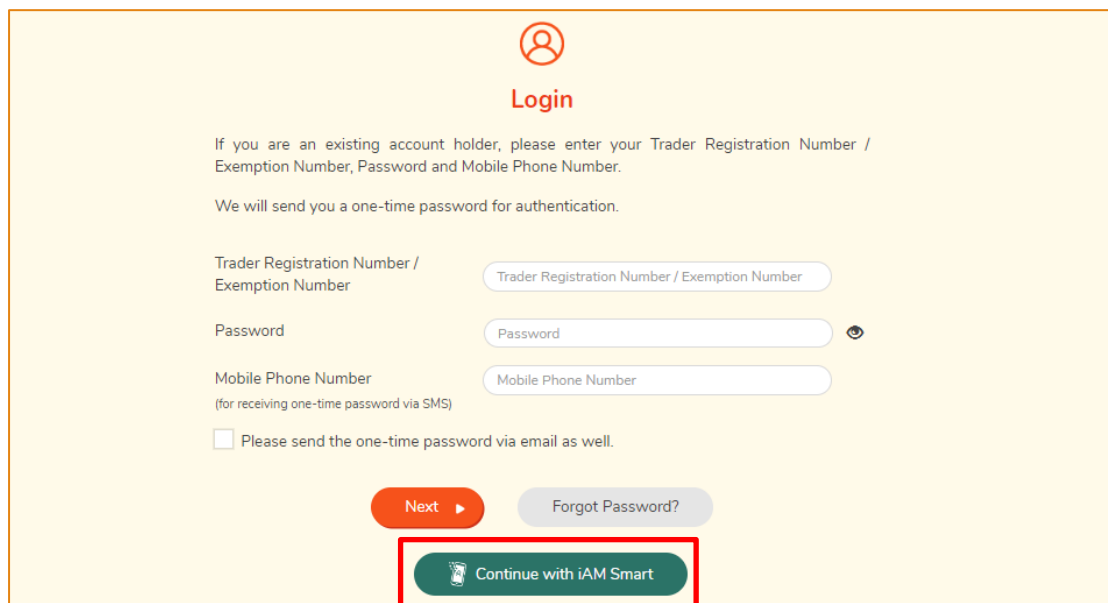 Login
If you are an existing account holder, please enter your Trader Registration Number /
Exemption Number, Password and Mobile Phone Number.
We will send you a one-time password for authentication.
Trader Registration Number /
Exemption Number
Trader Registration Number / Exemption Number
Password
Password
Mobile Phone Number
(for receiving one-time password via SMS)
Mobile Phone Number
Please send the one-time password via email as well.
Next
Forgot Password?
Continue with iAM Smart